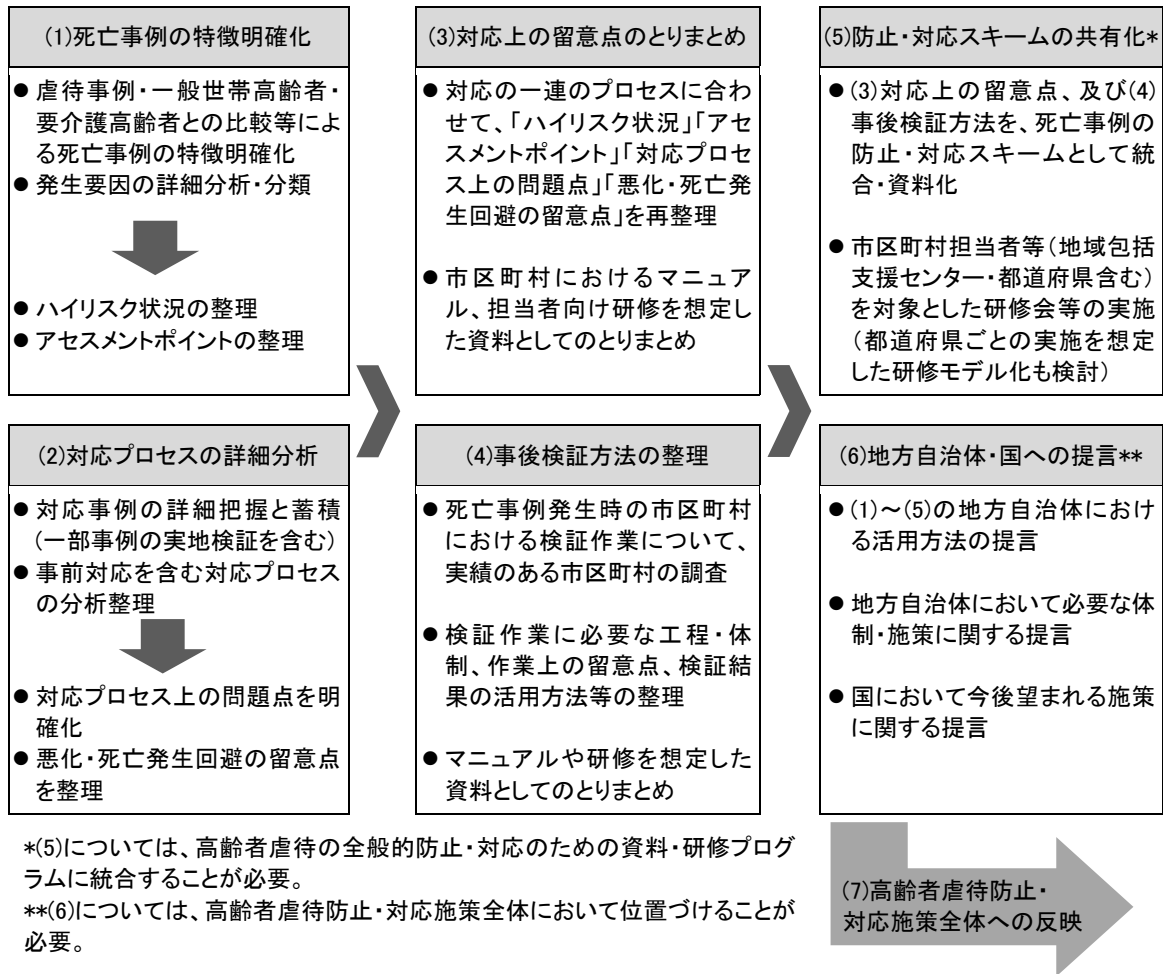 (1)死亡事例の特徴明確化
●虐待事例・一般世帯高齢者・
要介護高齢者との比較等によ
る死亡事例の特徴明確化
●発生要因の詳細分析・分類
●ハイリスク状況の整理
●アセスメントポイントの整理
(2)対応プロセスの詳細分析
●対応事例の詳細把握と蓄積
(一部事例の実地検証を含む)
●事前対応を含む対応プロセス
の分析整理
●対応プロセス上の問題点を明
確化
●悪化・死亡発生回避の留意点
を整理
(3)対応上の留意点のとりまとめ
●対応の一連のプロセスに合わ
せて、「ハイリスク状況」「アセ
スメントポイント」「対応プロセ
ス上の問題点」「悪化・死亡発
生回避の留意点」を再整理
●市区町村におけるマニュア
ル、担当者向け研修を想定し
た資料としてのとりまとめ
(4)事後検証方法の整理
●死亡事例発生時の市区町村
における検証作業について、
実績のある市区町村の調査
●検証作業に必要な工程・体
制、作業上の留意点、検証結
果の活用方法等の整理
●マニュアルや研修を想定した
資料としてのとりまとめ
(5)防止・対応スキームの共有化*
●(3)対応上の留意点、及び(4)
事後検証方法を、死亡事例の
防止・対応スキームとして統
合・資料化
●市区町村担当者等(地域包括
支援センター・都道府県含む)
を対象とした研修会等の実施
(都道府県ごとの実施を想定
した研修モデル化も検討)
(6)地方自治体・国への提言**
●(1)～(5)の地方自治体におけ
る活用方法の提言
●地方自治体において必要な体
制・施策に関する提言
●国において今後望まれる施策
に関する提言
*(5)については、高齢者虐待の全般的防止・対応のための資料・研修プログ
ラムに統合することが必要。
**(6)については、高齢者虐待防止・対応施策全体において位置づけることが
必要。
(7)高齢者虐待防止・
対応施策全体への反映